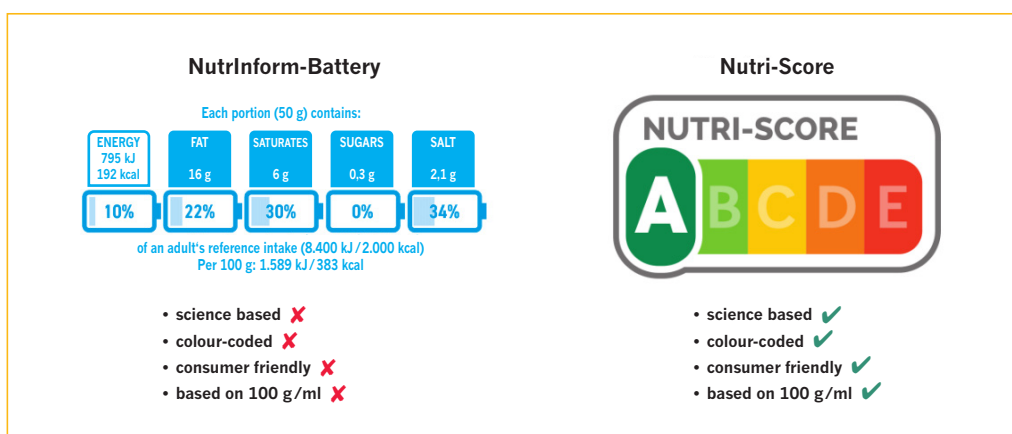 NutrInform-Battery
Each portion (50 g) contains:
ENERGY
795 kJ
192 kcal
FAT
16 g
SATURATES
6 g
SUGARS
0,3 g
SALT
2,1 g
10%
22%
30%
0%
34%
of an adult‘s reference intake (8.400 kJ/2.000 kcal)
Per 100 g: 1.589 kJ/383 kcal
• science based ✘
• colour-coded ✘
• consumer friendly ✘
• based on 100 g/ml ✘
Nutri-Score
NUTRI-SCORE
A B C D E
• science based ✔
• colour-coded ✔
• consumer friendly ✔
• based on 100 g/ml ✔